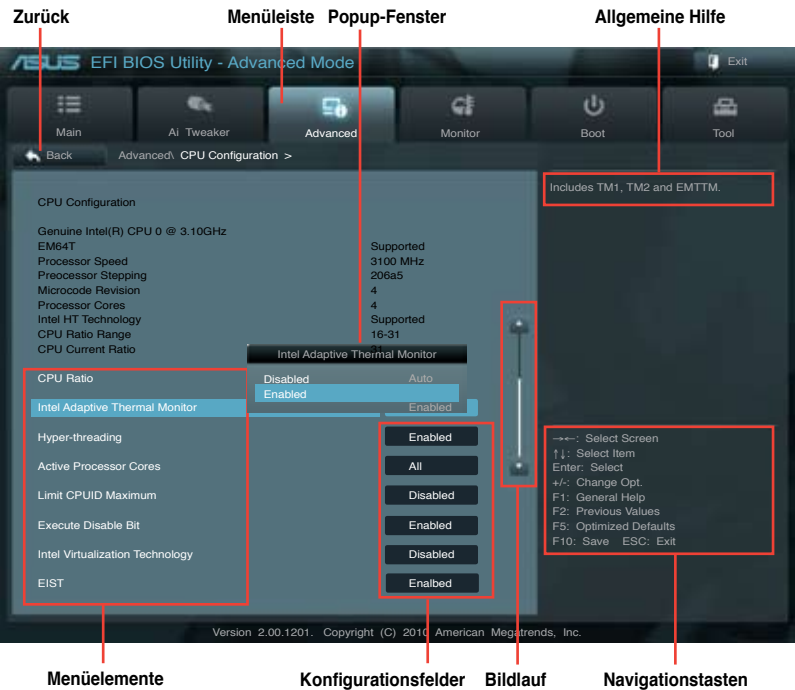 Zurück Menüleiste Popup-Fenster Allgemeine Hilfe
ASUS EFI BIOS Utility - Advanced Mode Exit
Main Ai Tweaker Advanced Monitor Boot Tool
Back Advanced\ CPU Configuration >
Includes TM1, TM2 and EMTTM.
CPU Configuration
Genuine Intel(R) CPU 0 @ 3.10GHz
EM64T Supported
Processor Speed 3100 MHz
Preocessor Stepping 206a5
Microcode Revision 4
Processor Cores 4
Intel HT Technology Supported
CPU Ratio Range 16-31
CPU Current Ratio 31
Intel Adaptive Thermal Monitor
CPU Ratio Disabled Auto
Enabled
Intel Adaptive Thermal Monitor Enabled
Hyper-threading Enabled
Active Processor Cores All
Limit CPUID Maximum Disabled
Execute Disable Bit Enabled
Intel Virtualization Technology Disabled
EIST Enalbed
→←: Select Screen
↑↓: Select Item
Enter: Select
+/-: Change Opt.
F1: General Help
F2: Previous Values
F5: Optimized Defaults
F10: Save ESC: Exit
Version 2.00.1201. Copyright (C) 2010 American Megatrends, Inc.
Menüelemente Konfigurationsfelder Bildlauf Navigationstasten